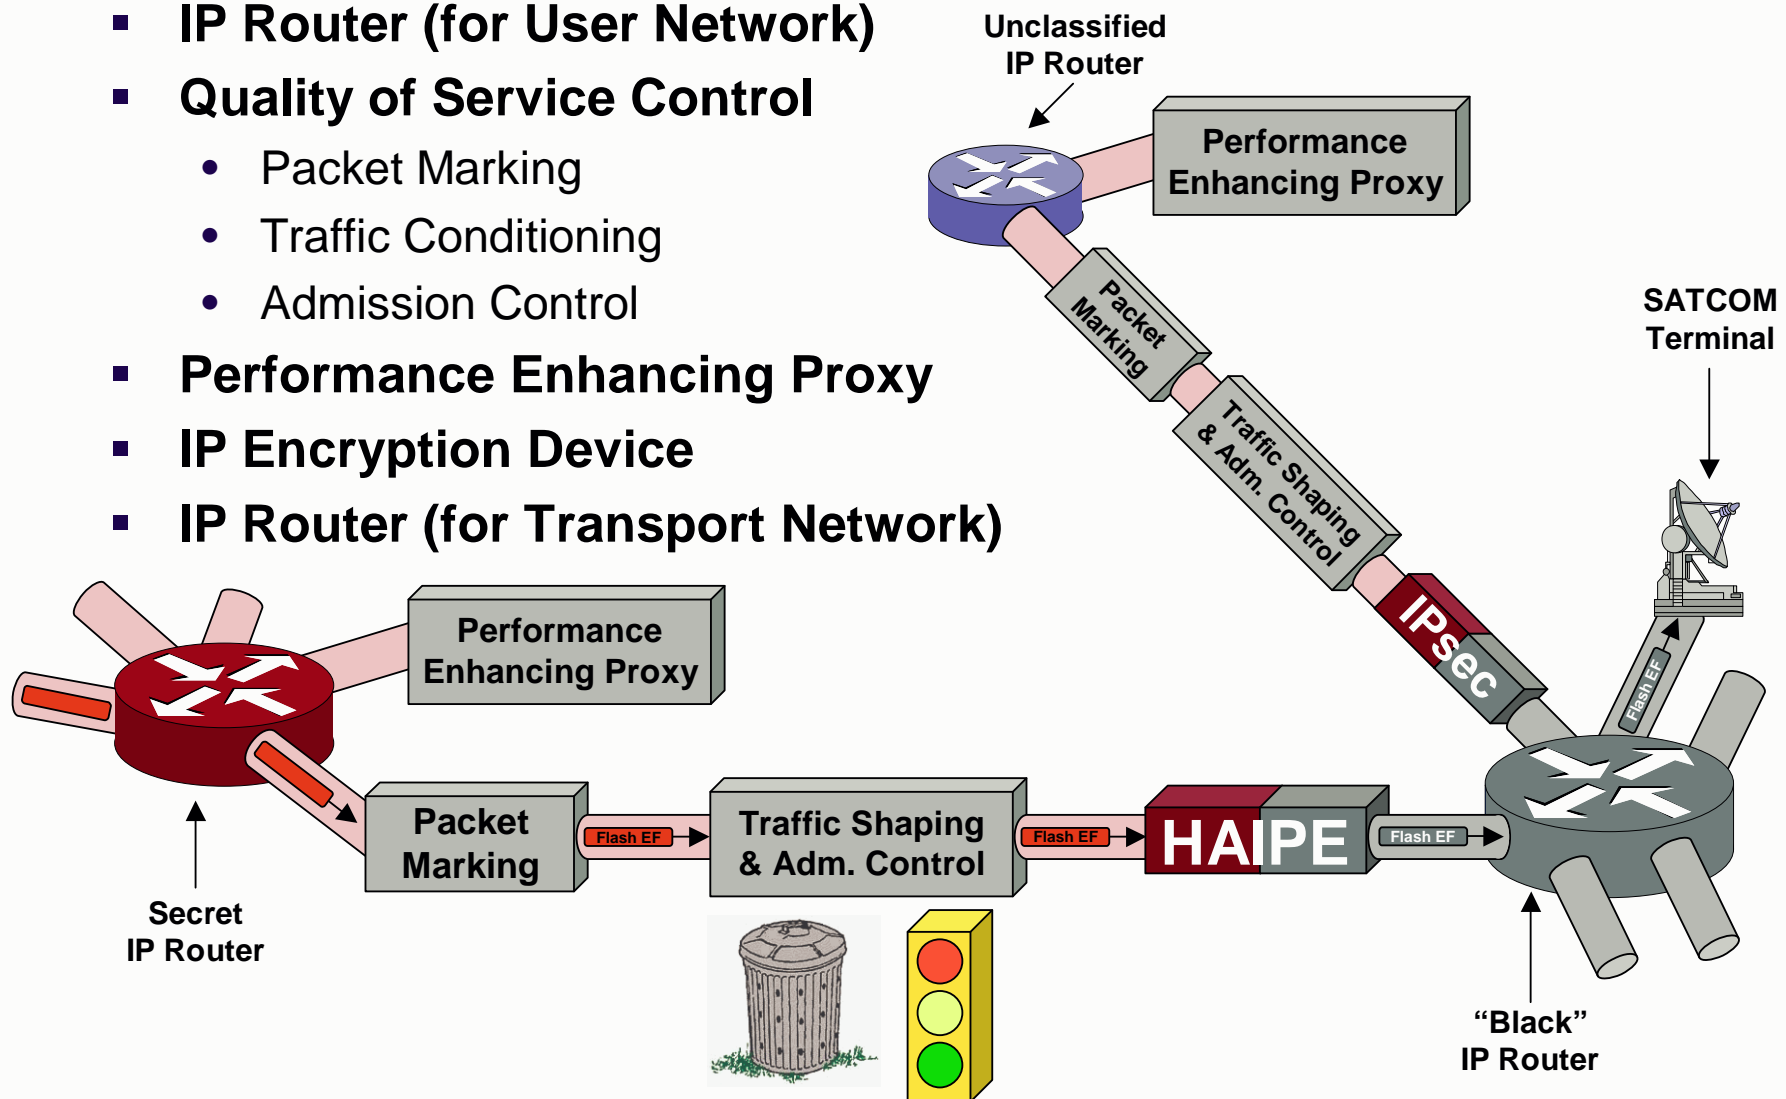 IP Router (for User Network)
Quality of Service Control
Packet Marking
Traffic Conditioning
Admission Control
Performance Enhancing Proxy
IP Encryption Device
IP Router (for Transport Network)
Unclassified
IP Router
Performance
Enhancing Proxy
Packet
Marking
Traffic Shaping
& Adm. Control
IPsec
SATCOM
Terminal
Flash EF
Performance
Enhancing Proxy
Packet
Marking
Flash EF
Traffic Shaping
& Adm. Control
Flash EF
HAIPE
Flash EF
Secret
IP Router
“Black”
IP Router